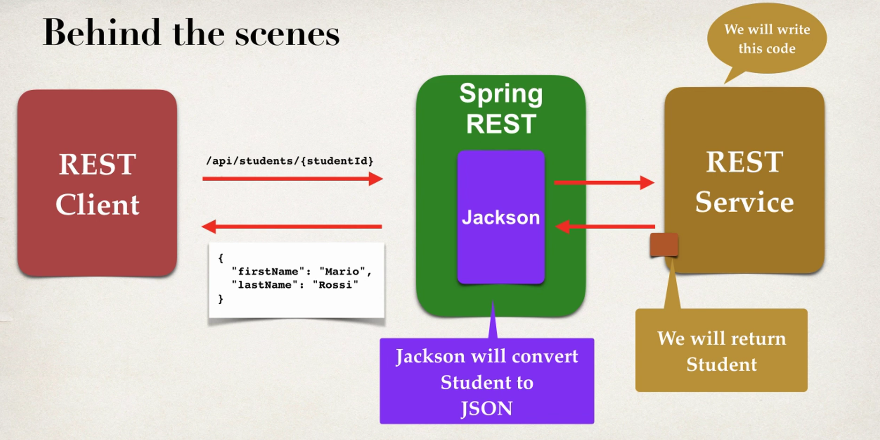 Behind the scenes
We will write
this code
REST
Client
/api/students/{studentId}
{
  "firstName": "Mario",
  "lastName": "Rossi"
}
Spring
REST
Jackson
REST
Service
Jackson will convert
Student to
JSON
We will return
Student